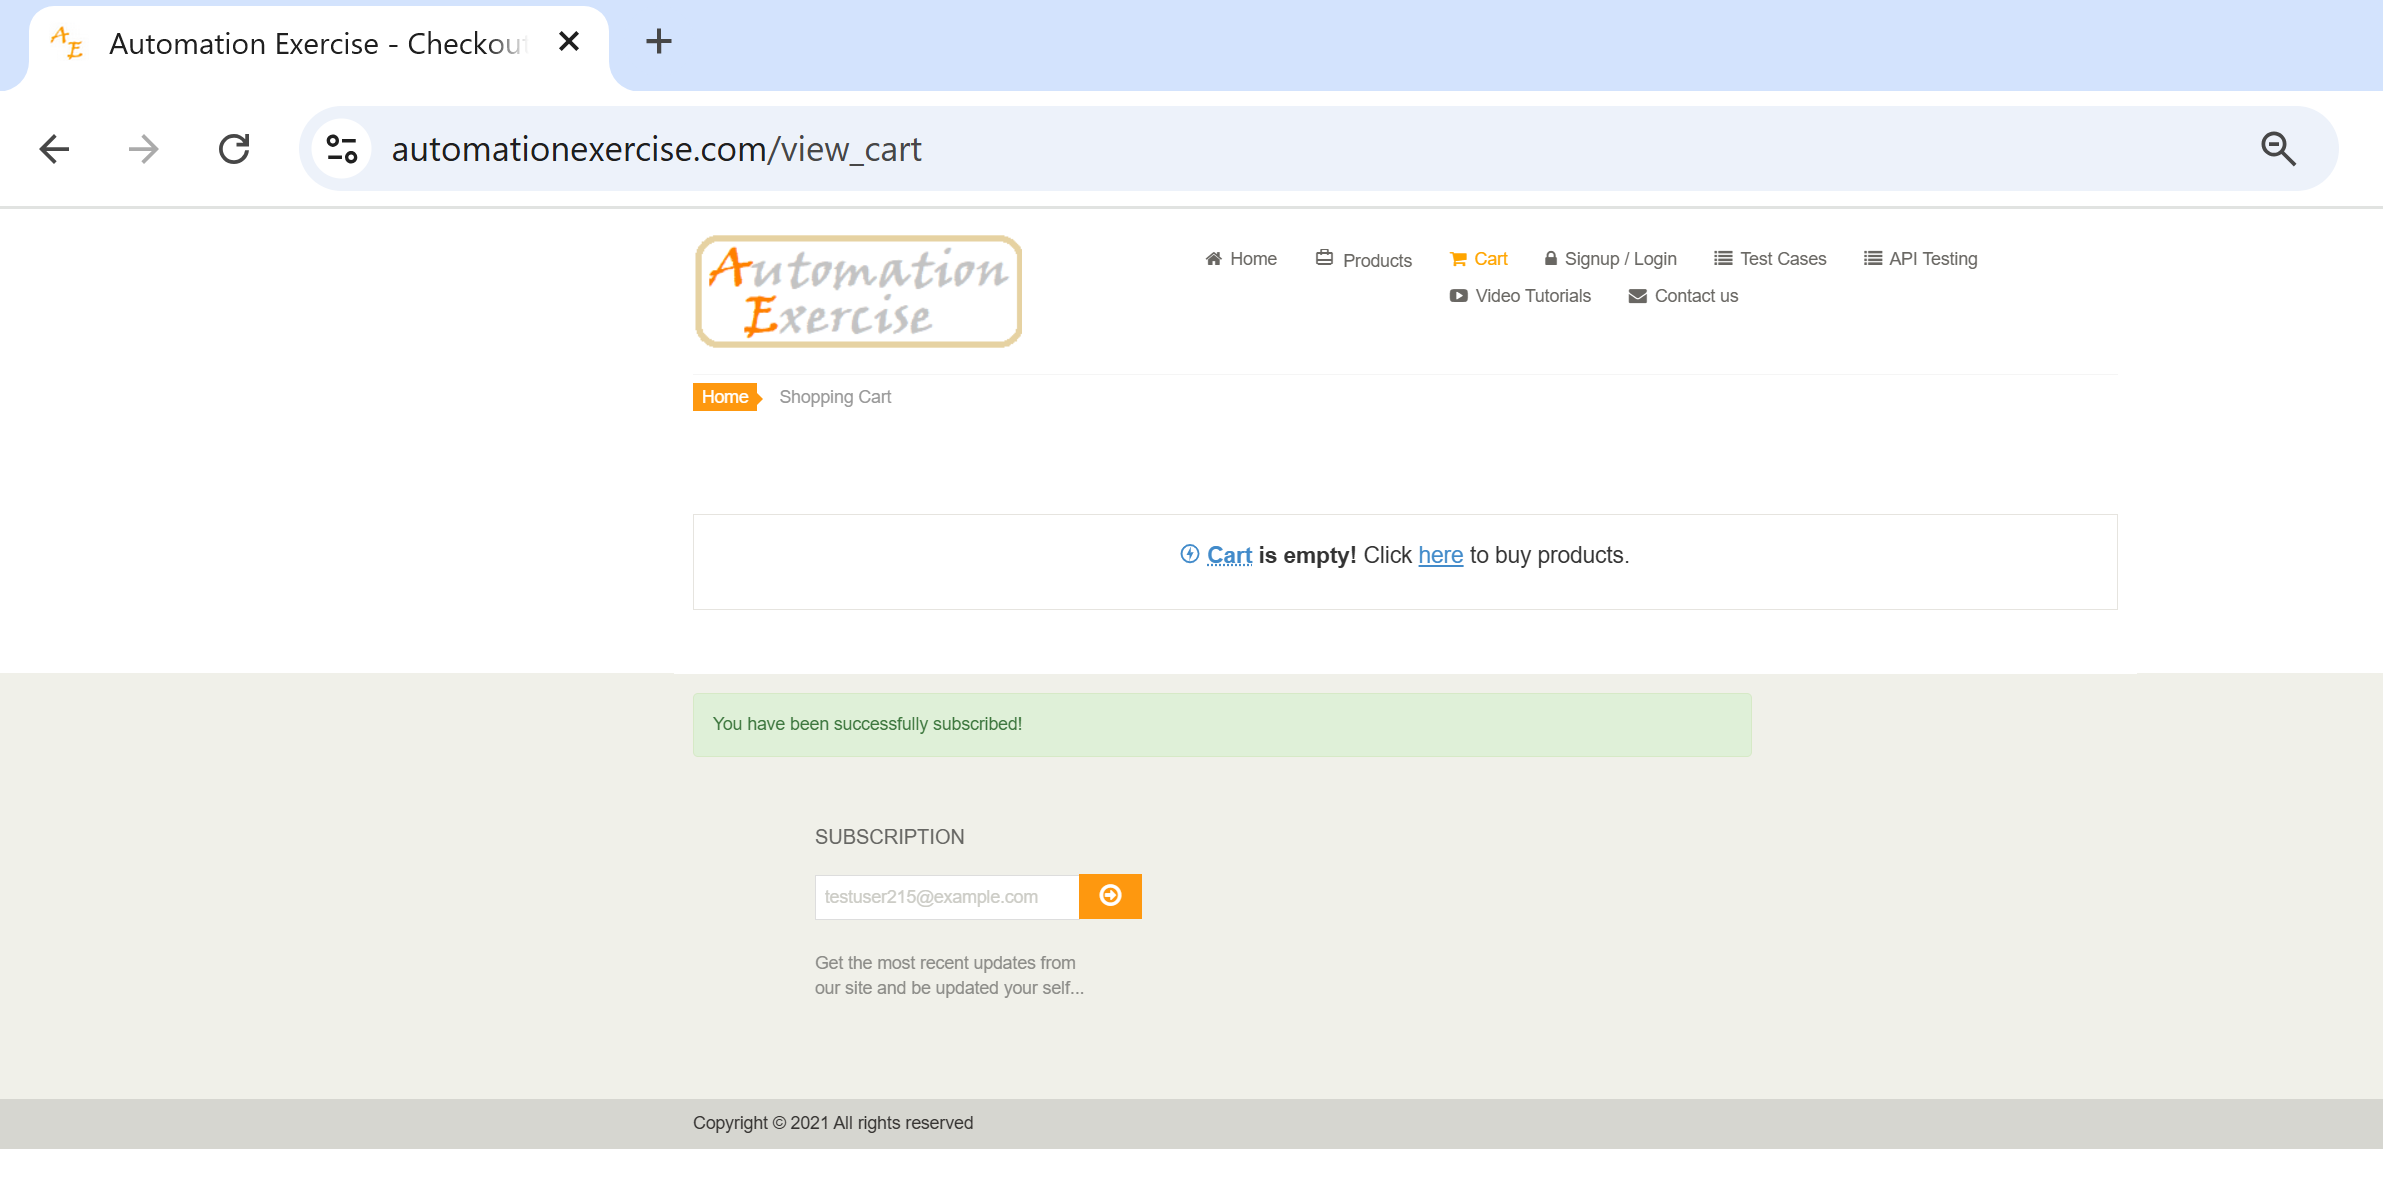 Automation Exercise - Checkout
automationexercise.com/view_cart
Automation
Exercise
Home Products Cart Signup / Login Test Cases API Testing
Video Tutorials Contact us
Home Shopping Cart
Cart is empty! Click here to buy products.
You have been successfully subscribed!
SUBSCRIPTION
testuser215@example.com
Get the most recent updates from
our site and be updated your self...
Copyright © 2021 All rights reserved